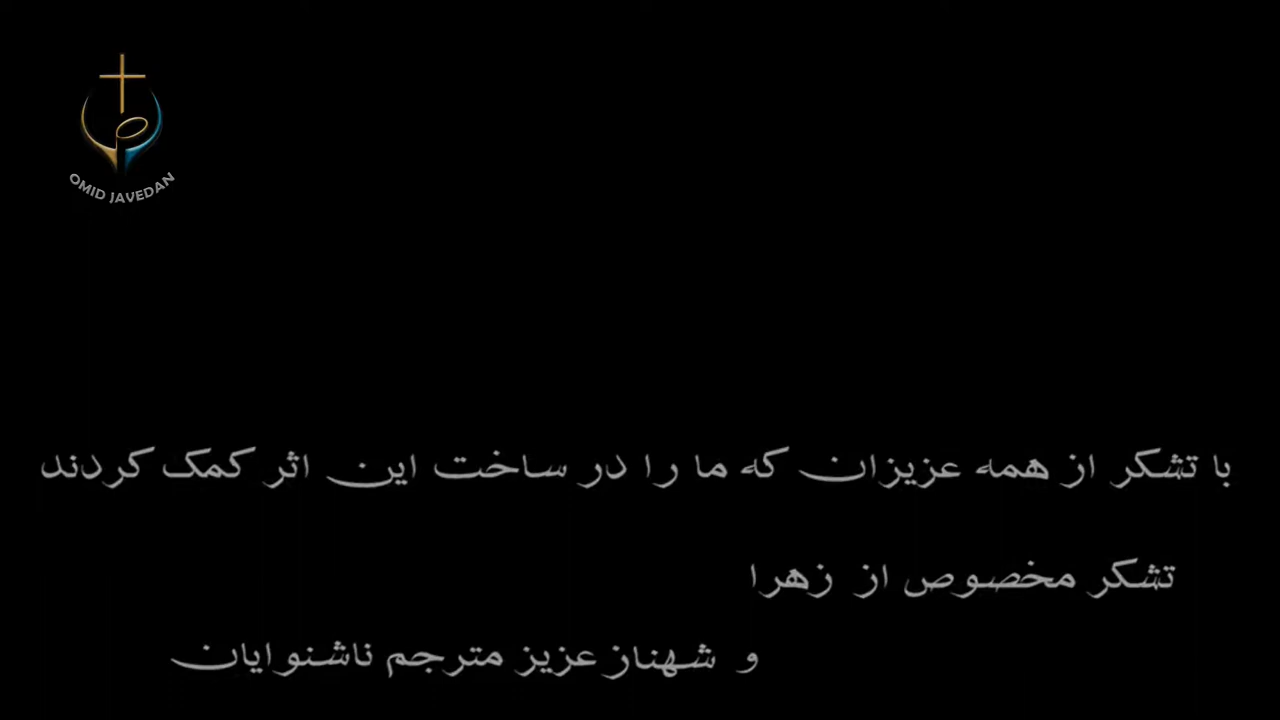 OMID JAVEDAN
با تشکر از همه عزیزان که ما را در ساخت این اثر کمک کردند
تشکر مخصوص از زهرا
و شهناز عزیز مترجم ناشنوایان